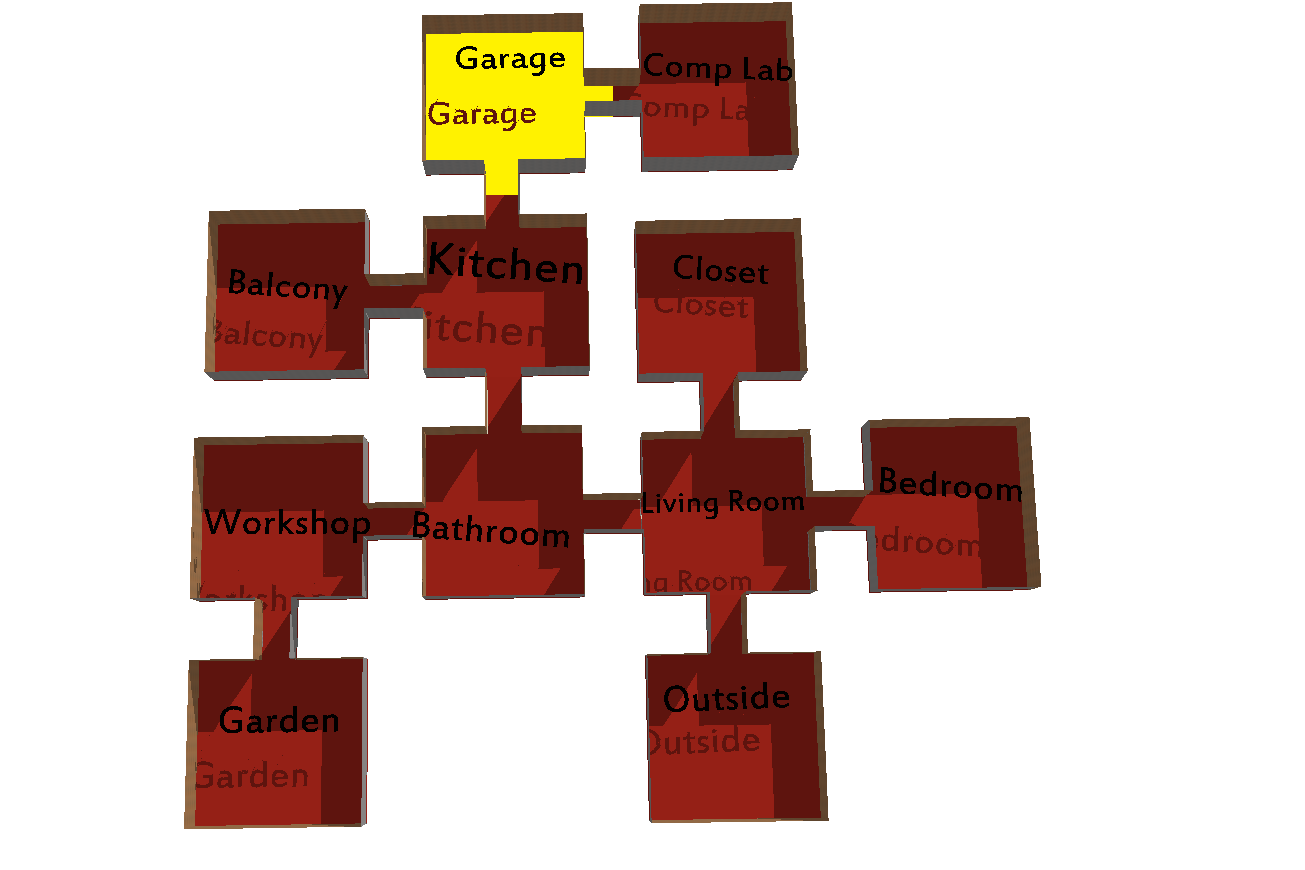 Garage
Garage
Comp Lab
Comp La
Balcony
Balcony
Kitchen
itchen
Closet
Closet
Workshop
orkshop
Bathroom
Living Room
ng Room
Bedroom
edroom
Garden
Garden
Outside
Outside